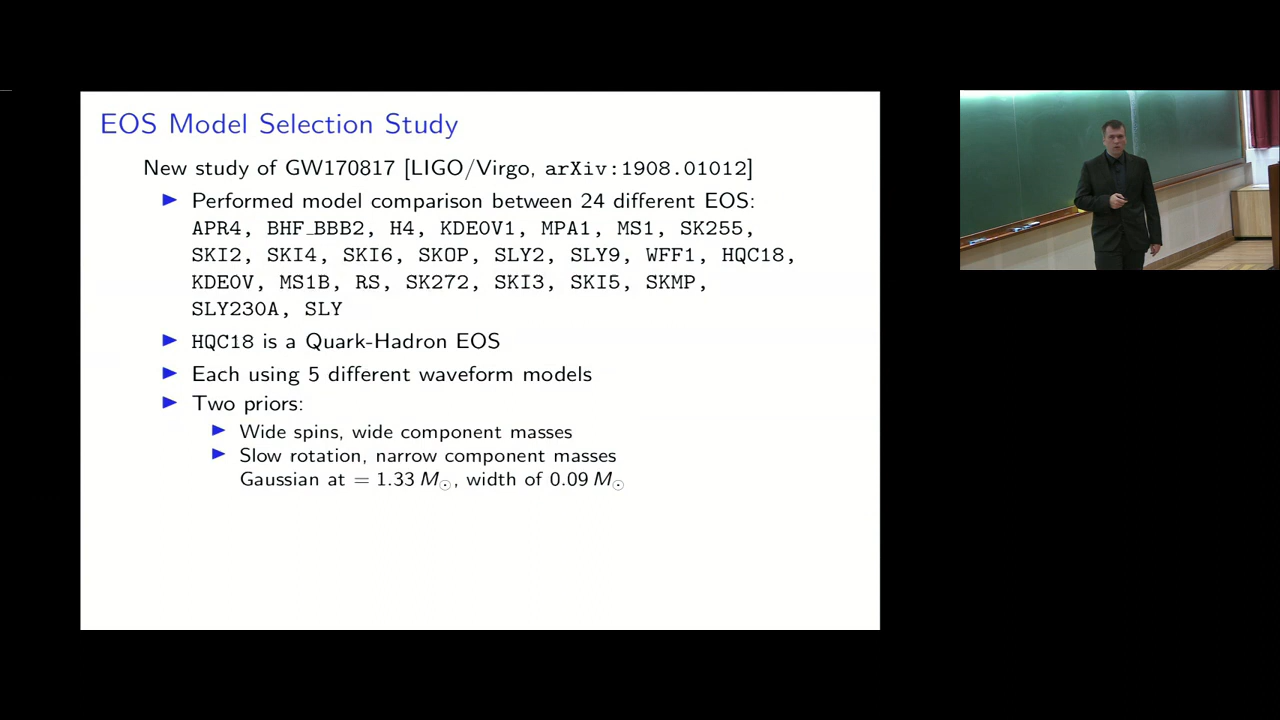 EOS Model Selection Study
New study of GW170817 [LIGO/Virgo, arXiv:1908.01012]
▶ Performed model comparison between 24 different EOS:
APR4, BHF_BBB2, H4, KDE0V1, MPA1, MS1, SK255,
SKI2, SKI4, SKI6, SKOP, SLY2, SLY9, WFF1, HQC18,
KDE0V, MS1B, RS, SK272, SKI3, SKI5, SKMP,
SLY230A, SLY
▶ HQC18 is a Quark-Hadron EOS
▶ Each using 5 different waveform models
▶ Two priors:
▶ Wide spins, wide component masses
▶ Slow rotation, narrow component masses
Gaussian at = 1.33 M☉, width of 0.09 M☉